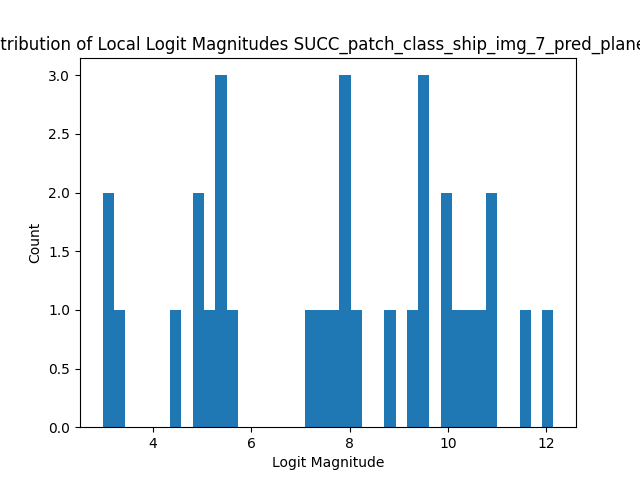 tribution of Local Logit Magnitudes SUCC_patch_class_ship_img_7_pred_plane
3.0
2.5
2.0
1.5
1.0
0.5
0.0
Count
4 6 8 10 12
Logit Magnitude